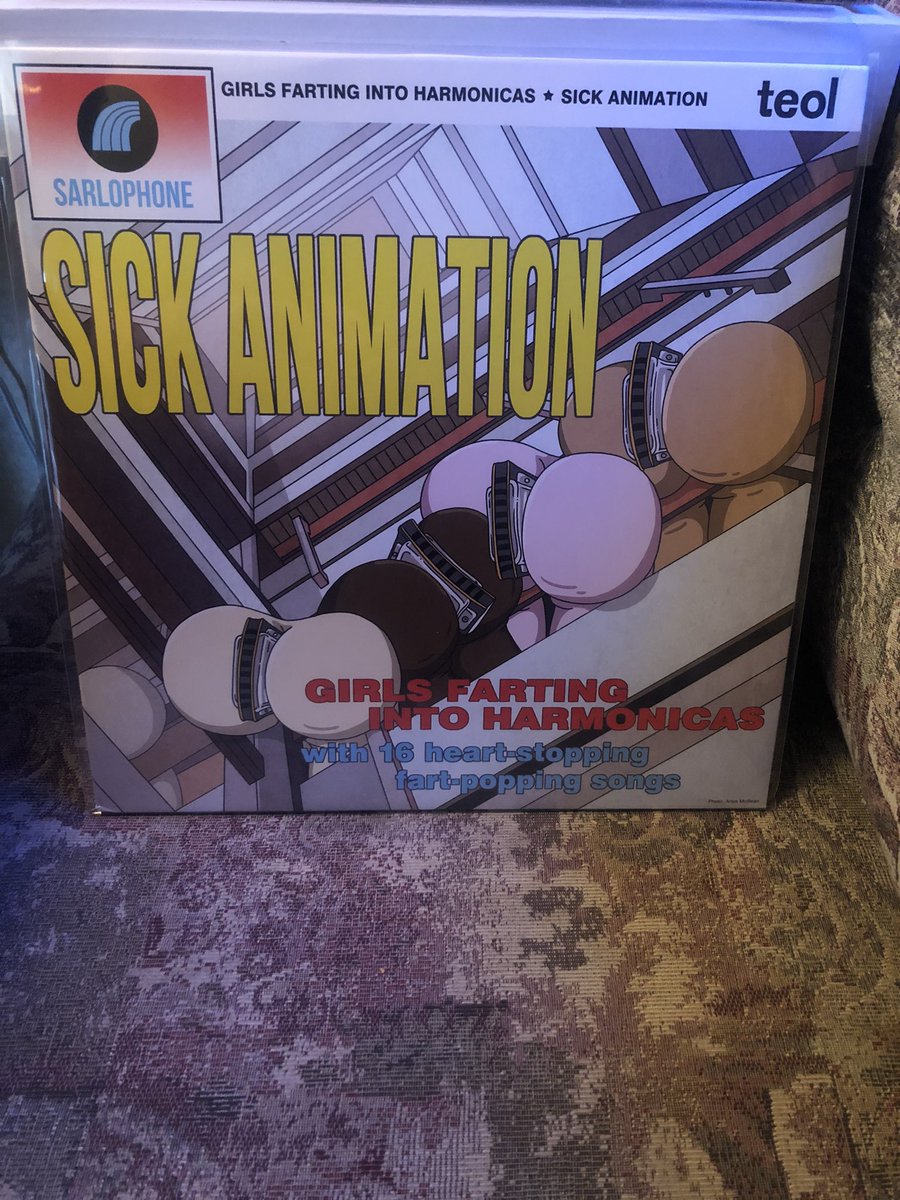 GIRLS FARTING INTO HARMONICAS ★ SICK ANIMATION
teol
SARLOPHONE
SICK ANIMATION
GIRLS FARTING
INTO HARMONICAS
with 16 heart-stopping
fart-popping songs